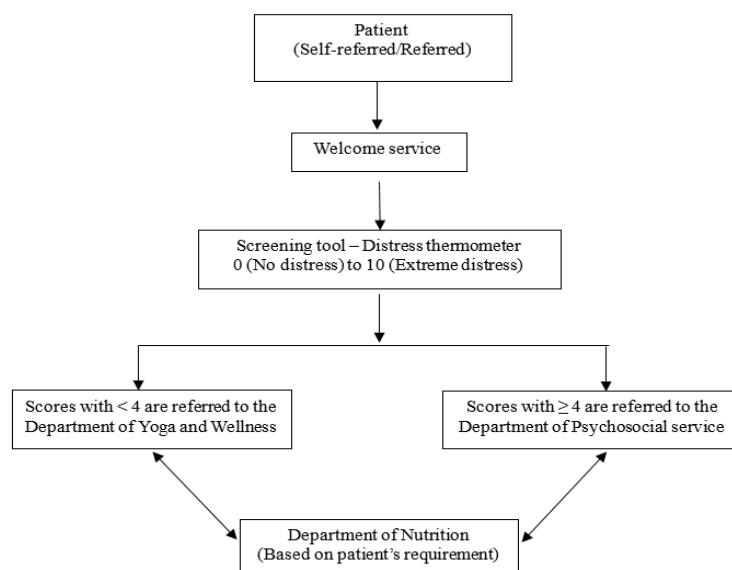 Patient
(Self-referred/Referred)
Welcome service
Screening tool – Distress thermometer
0 (No distress) to 10 (Extreme distress)
Scores with < 4 are referred to the
Department of Yoga and Wellness
Scores with ≥ 4 are referred to the
Department of Psychosocial service
Department of Nutrition
(Based on patient’s requirement)